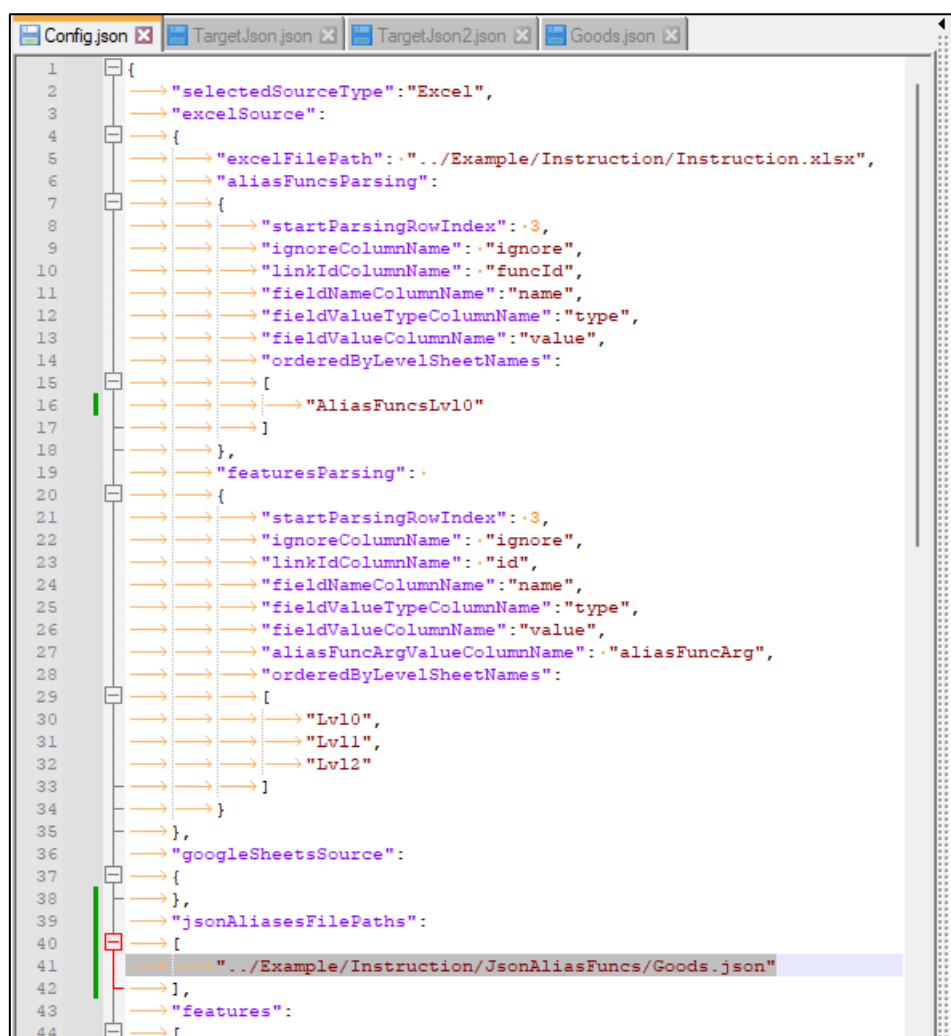 Config.json TargetJson.json TargetJson2.json Goods.json
1 {
2 "selectedSourceType":"Excel",
3 "excelSource":
4 {
5 "excelFilePath": "../Example/Instruction/Instruction.xlsx",
6 "aliasFuncsParsing":
7 {
8 "startParsingRowIndex": 3,
9 "ignoreColumnName": "ignore",
10 "linkIdColumnName": "funcId",
11 "fieldNameColumnName":"name",
12 "fieldValueTypeColumnName":"type",
13 "fieldValueColumnName":"value",
14 "orderedByLevelSheetNames":
15 [
16 "AliasFuncsLvl0"
17 ]
18 },
19 "featuresParsing":
20 {
21 "startParsingRowIndex": 3,
22 "ignoreColumnName": "ignore",
23 "linkIdColumnName": "id",
24 "fieldNameColumnName":"name",
25 "fieldValueTypeColumnName":"type",
26 "fieldValueColumnName":"value",
27 "aliasFuncArgValueColumnName": "aliasFuncArg",
28 "orderedByLevelSheetNames":
29 [
30 "Lvl0",
31 "Lvl1",
32 "Lvl2"
33 ]
34 }
35 },
36 "googleSheetsSource":
37 {
38 },
39 "jsonAliasesFilePaths":
40 [
41 "../Example/Instruction/JsonAliasFuncs/Goods.json"
42 ],
43 "features":
44 [